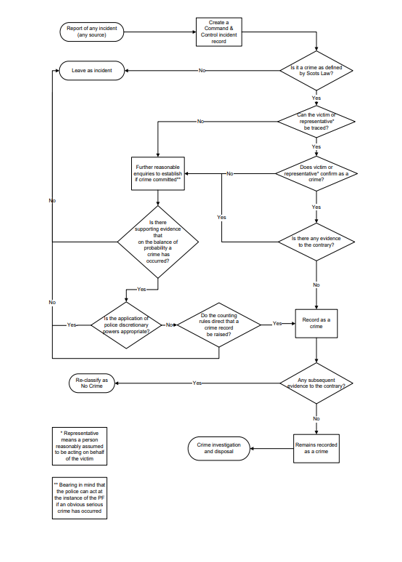 Report of any incident
(any source)
Create a
Command &
Control incident
record
Leave as incident
No
Is it a crime as defined
by Scots Law?
Yes
No
Can the victim or
representative*
be traced?
Yes
Further reasonable
enquiries to establish
if crime committed**
No
Does victim or
representative* confirm as a
crime?
No
Yes
Yes
Is there
supporting evidence
that
on the balance of
probability a
crime has
occurred?
Is there any evidence
to the contrary?
Yes
No
No
Yes
Is the application of
police discretionary
powers appropriate?
No
Do the counting
rules direct that a
crime record
be raised?
Yes
Record as a
crime
Re-classify as
No Crime
Yes
Any subsequent
evidence to the contrary?
No
* Representative
means a person
reasonably assumed
to be acting on behalf
of the victim
Crime investigation
and disposal
Remains recorded
as a crime
** Bearing in mind that
the police can act at
the instance of the PF
if an obvious serious
crime has occurred